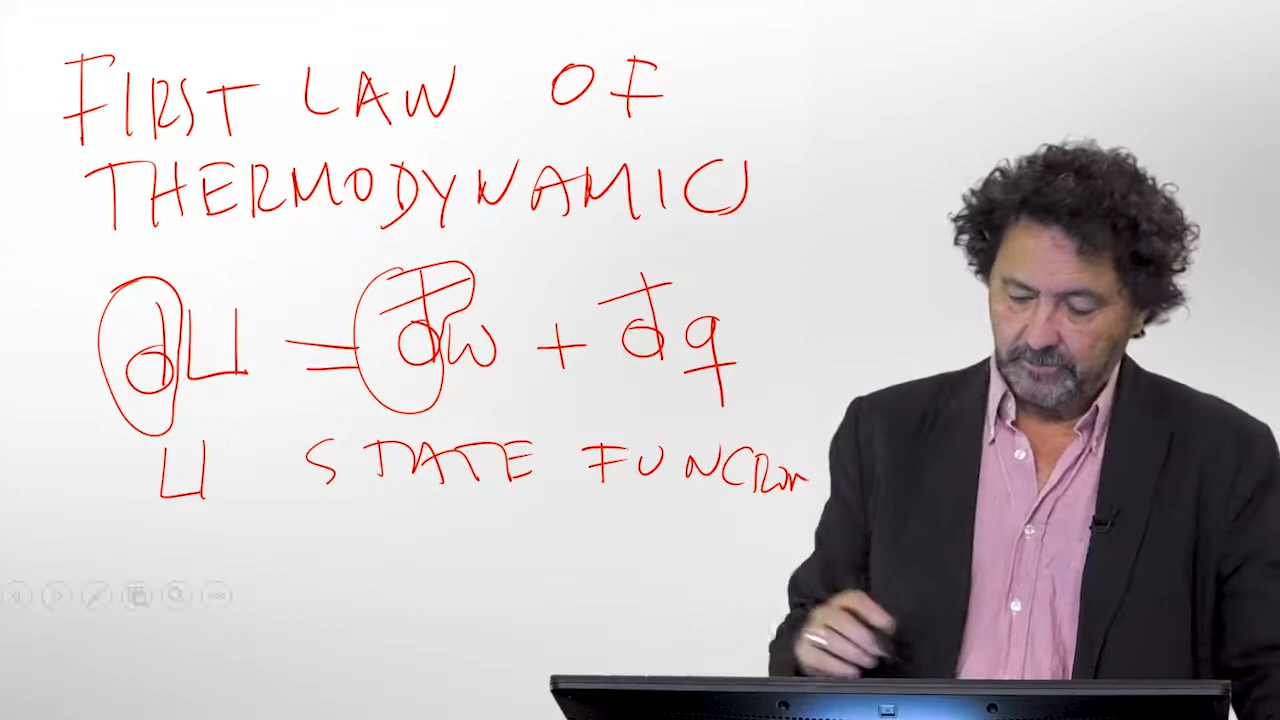 FIRST LAW OF
THERMODYNAMICS
dU = đw + đq
U STATE FUNCTION